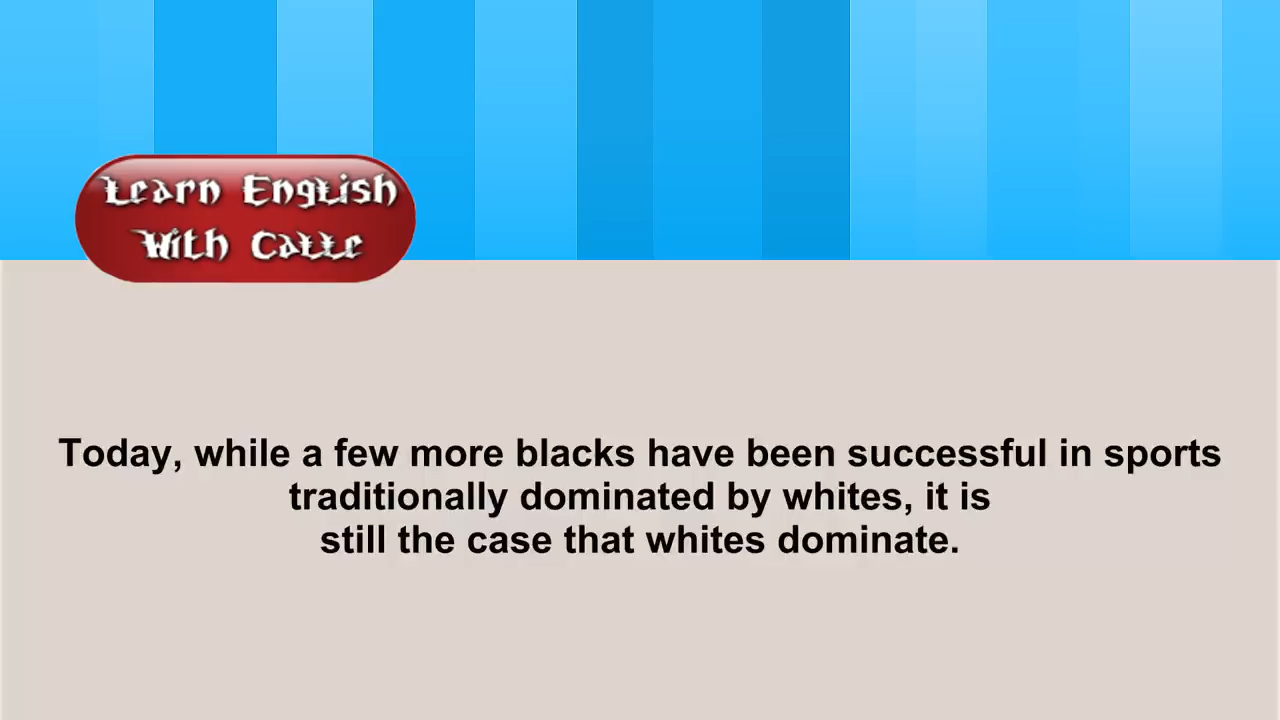 Learn English
With Calle
Today, while a few more blacks have been successful in sports
traditionally dominated by whites, it is
still the case that whites dominate.